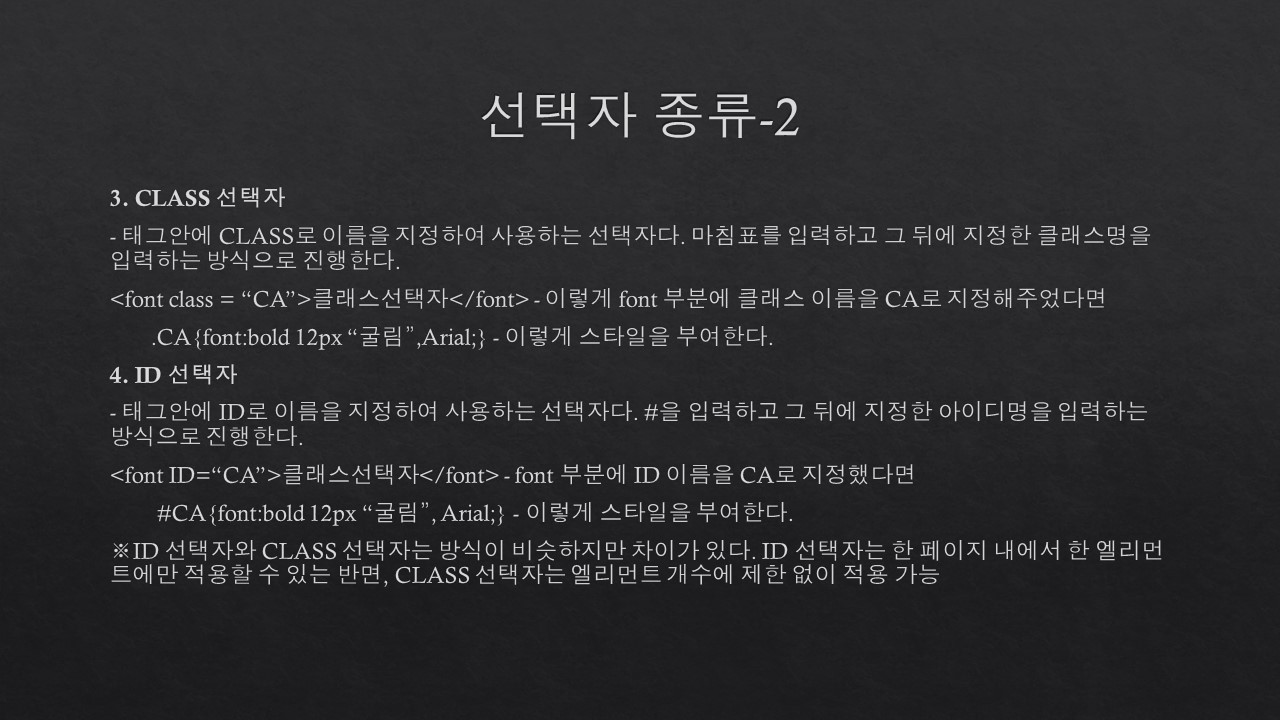 선택자 종류-2
3. CLASS 선택자
- 태그안에 CLASS로 이름을 지정하여 사용하는 선택자다. 마침표를 입력하고 그 뒤에 지정한 클래스명을
입력하는 방식으로 진행한다.
<font class = “CA”>클래스선택자</font> - 이렇게 font 부분에 클래스 이름을 CA로 지정해주었다면
.CA{font:bold 12px “굴림”,Arial;} - 이렇게 스타일을 부여한다.
4. ID 선택자
- 태그안에 ID로 이름을 지정하여 사용하는 선택자다. #을 입력하고 그 뒤에 지정한 아이디명을 입력하는
방식으로 진행한다.
<font ID=“CA”>클래스선택자</font> - font 부분에 ID 이름을 CA로 지정했다면
#CA{font:bold 12px “굴림”, Arial;} - 이렇게 스타일을 부여한다.
※ID 선택자와 CLASS 선택자는 방식이 비슷하지만 차이가 있다. ID 선택자는 한 페이지 내에서 한 엘리먼
트에만 적용할 수 있는 반면, CLASS 선택자는 엘리먼트 개수에 제한 없이 적용 가능